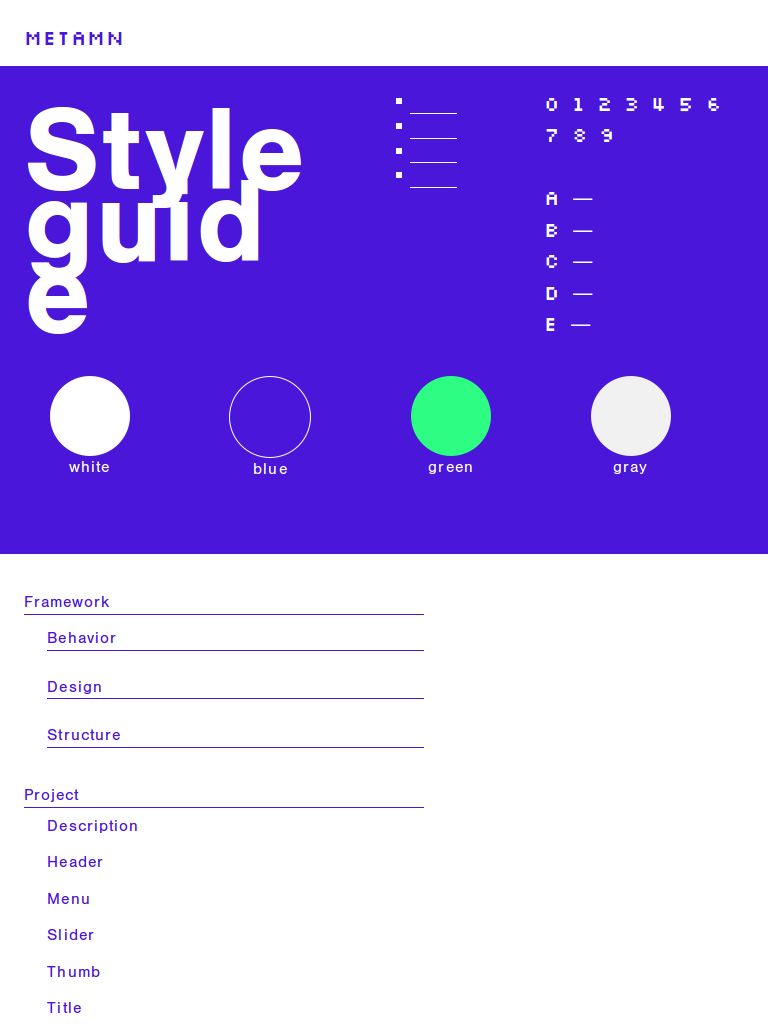 METAMN
Style
guid
e
0 1 2 3 4 5 6
7 8 9
A —
B —
C —
D —
E —
white
blue
green
gray
Framework
Behavior
Design
Structure
Project
Description
Header
Menu
Slider
Thumb
Title